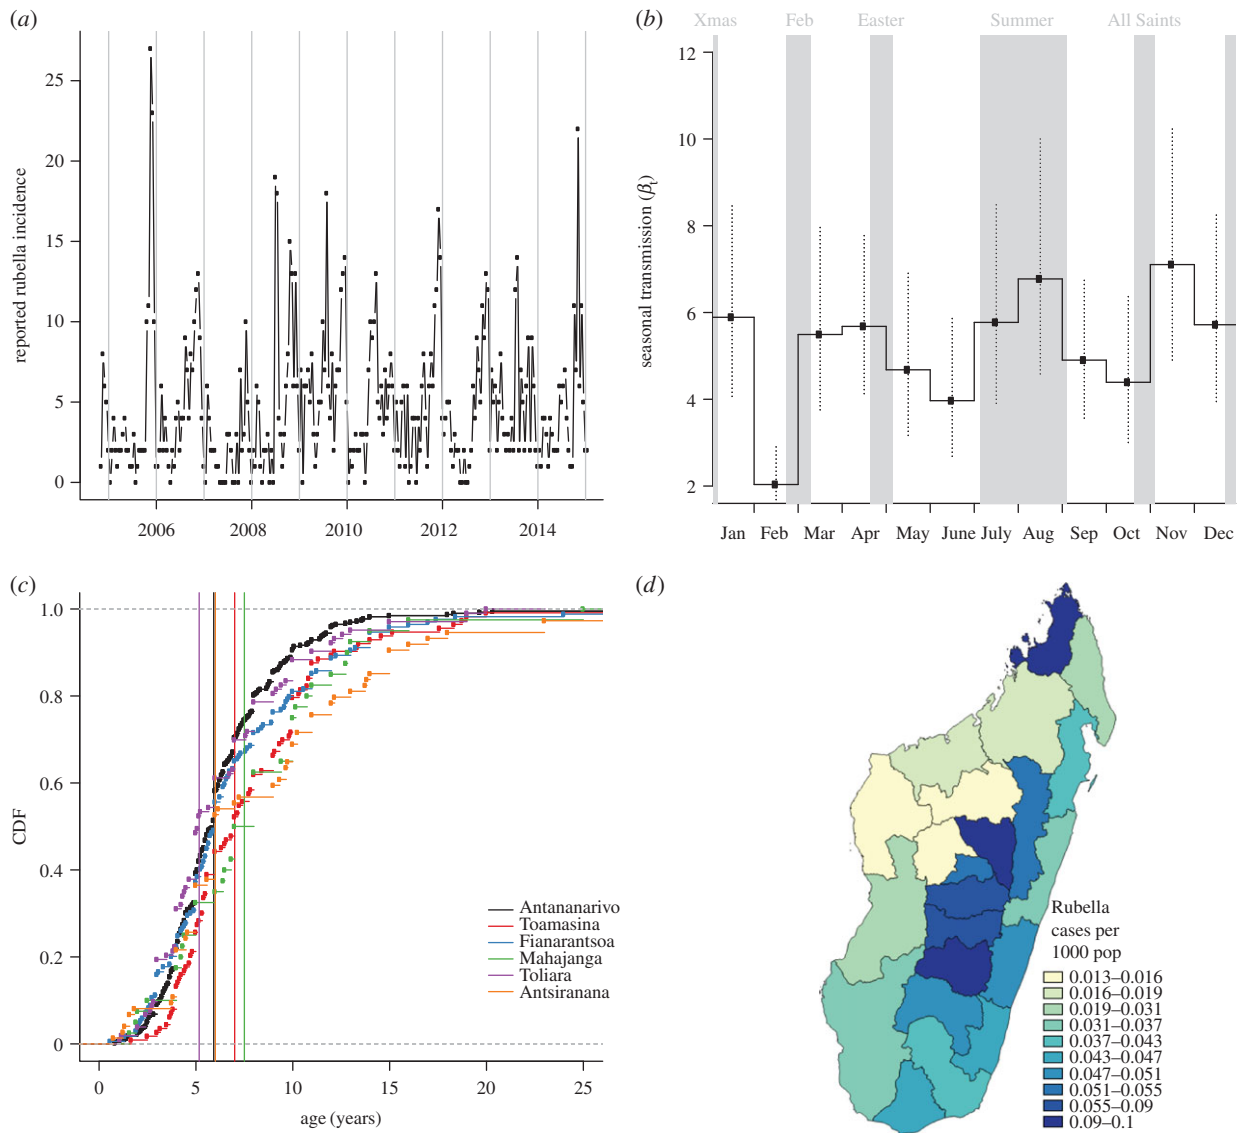 (a)
reported rubella incidence
25
20
15
10
5
0
2006 2008 2010 2012 2014
(b)
Xmas Feb Easter Summer All Saints
seasonal transmission (βt)
12
10
8
6
4
2
Jan Feb Mar Apr May June July Aug Sep Oct Nov Dec
(c)
CDF
1.0
0.8
0.6
0.4
0.2
0
Antananarivo
Toamasina
Fianarantsoa
Mahajanga
Toliara
Antsiranana
0 5 10 15 20 25
age (years)
(d)
Rubella
cases per
1000 pop
0.013–0.016
0.016–0.019
0.019–0.031
0.031–0.037
0.037–0.043
0.043–0.047
0.047–0.051
0.051–0.055
0.055–0.09
0.09–0.1